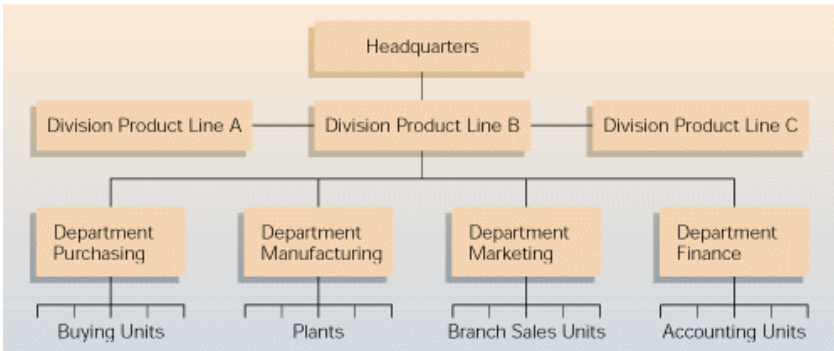 Headquarters
Division Product Line A
Division Product Line B
Division Product Line C
Department
Purchasing
Department
Manufacturing
Department
Marketing
Department
Finance
Buying Units
Plants
Branch Sales Units
Accounting Units